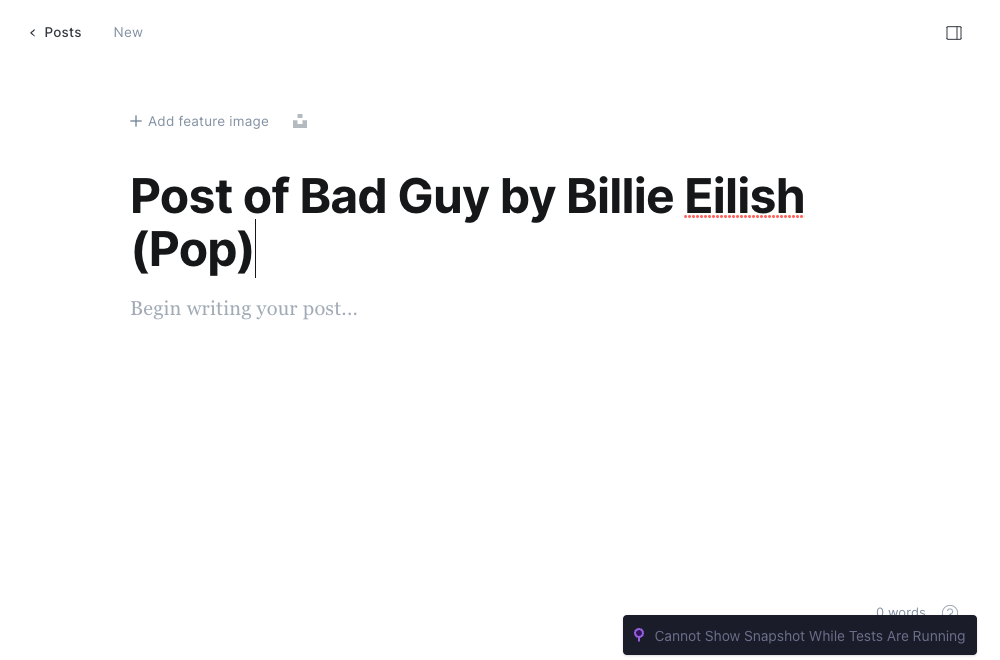 Posts New
Add feature image
Post of Bad Guy by Billie Eilish
(Pop)
Begin writing your post...
0 words
Cannot Show Snapshot While Tests Are Running